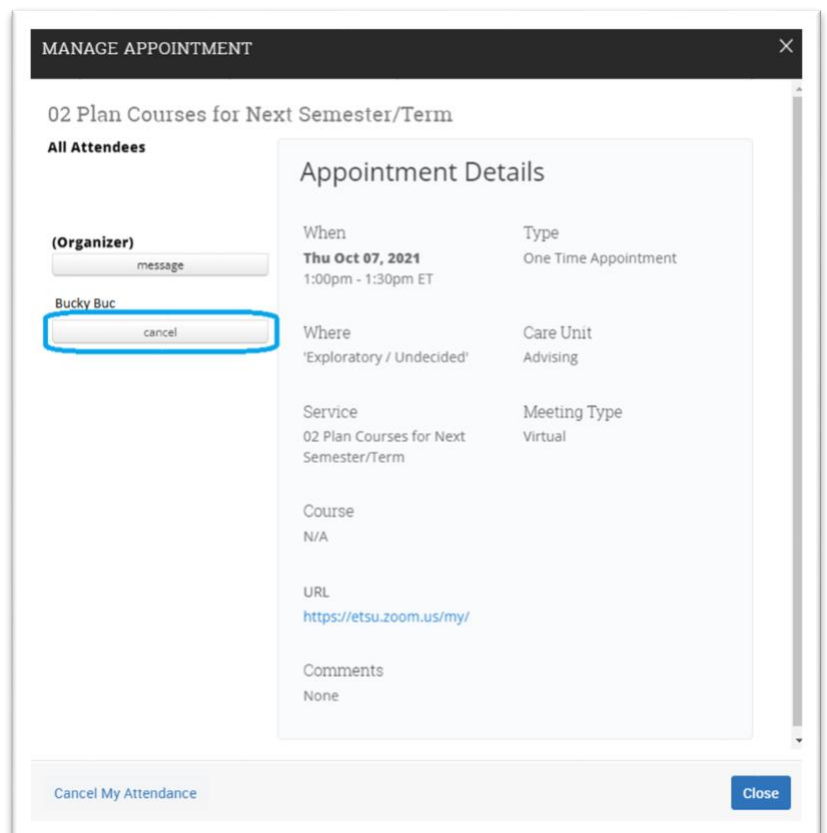 MANAGE APPOINTMENT
02 Plan Courses for Next Semester/Term
All Attendees
(Organizer)
message
Bucky Buc
cancel
Appointment Details
When
Thu Oct 07, 2021
1:00pm - 1:30pm ET
Type
One Time Appointment
Where
'Exploratory / Undecided'
Care Unit
Advising
Service
02 Plan Courses for Next
Semester/Term
Meeting Type
Virtual
Course
N/A
URL
https://etsu.zoom.us/my/
Comments
None
Cancel My Attendance
Close